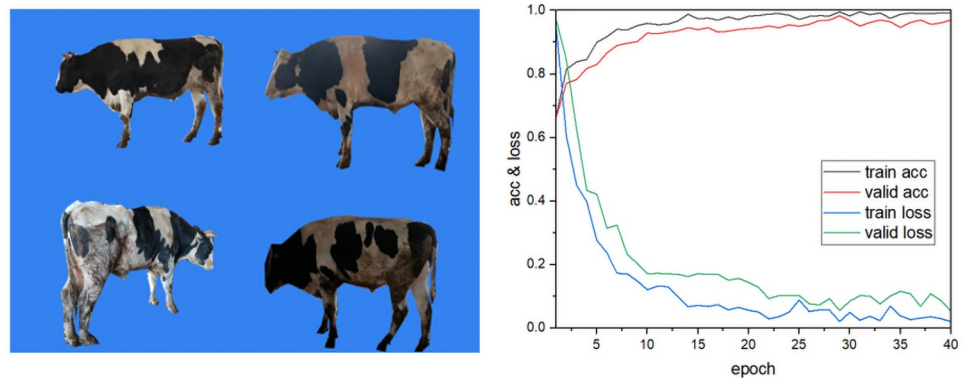 1.0
0.8
0.6
0.4
0.2
0.0
acc & loss
train acc
valid acc
train loss
valid loss
5 10 15 20 25 30 35 40
epoch